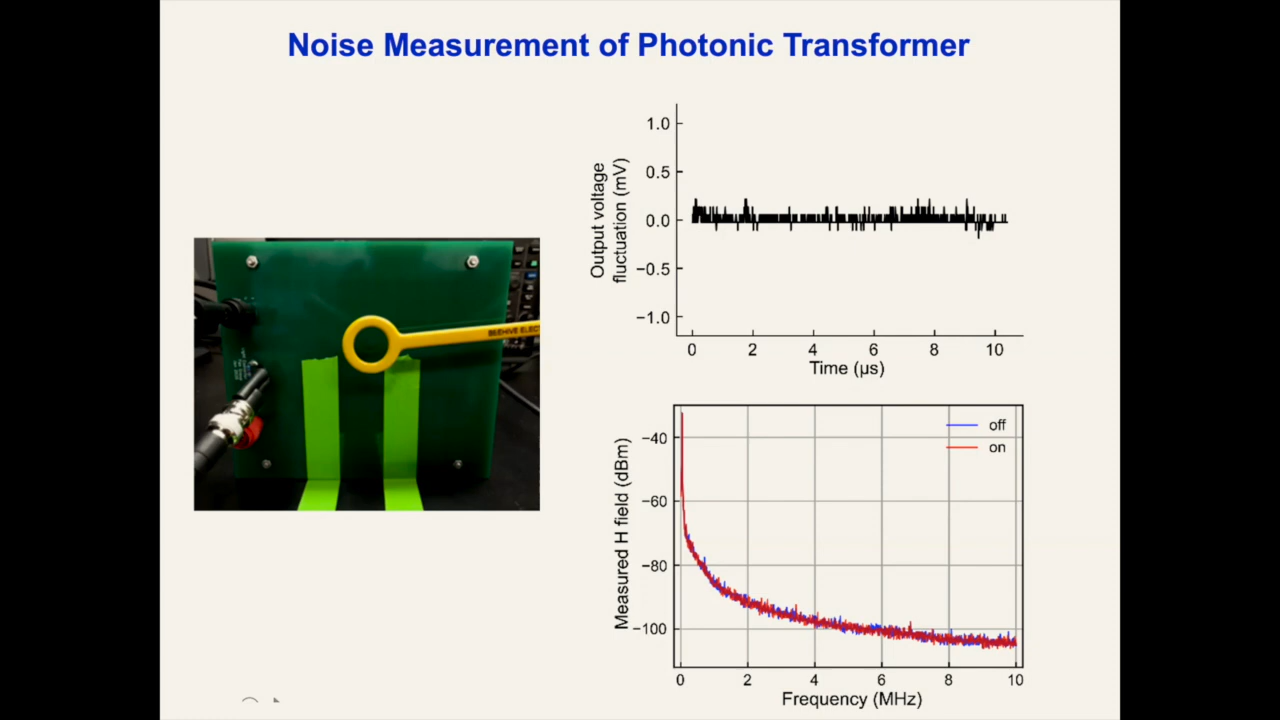 Noise Measurement of Photonic Transformer
BEEHIVE ELECT
Output voltage
fluctuation (mV)
1.0
0.5
0.0
−0.5
−1.0
0 2 4 6 8 10
Time (μs)
Measured H field (dBm)
−40
−60
−80
−100
off
on
0 2 4 6 8 10
Frequency (MHz)